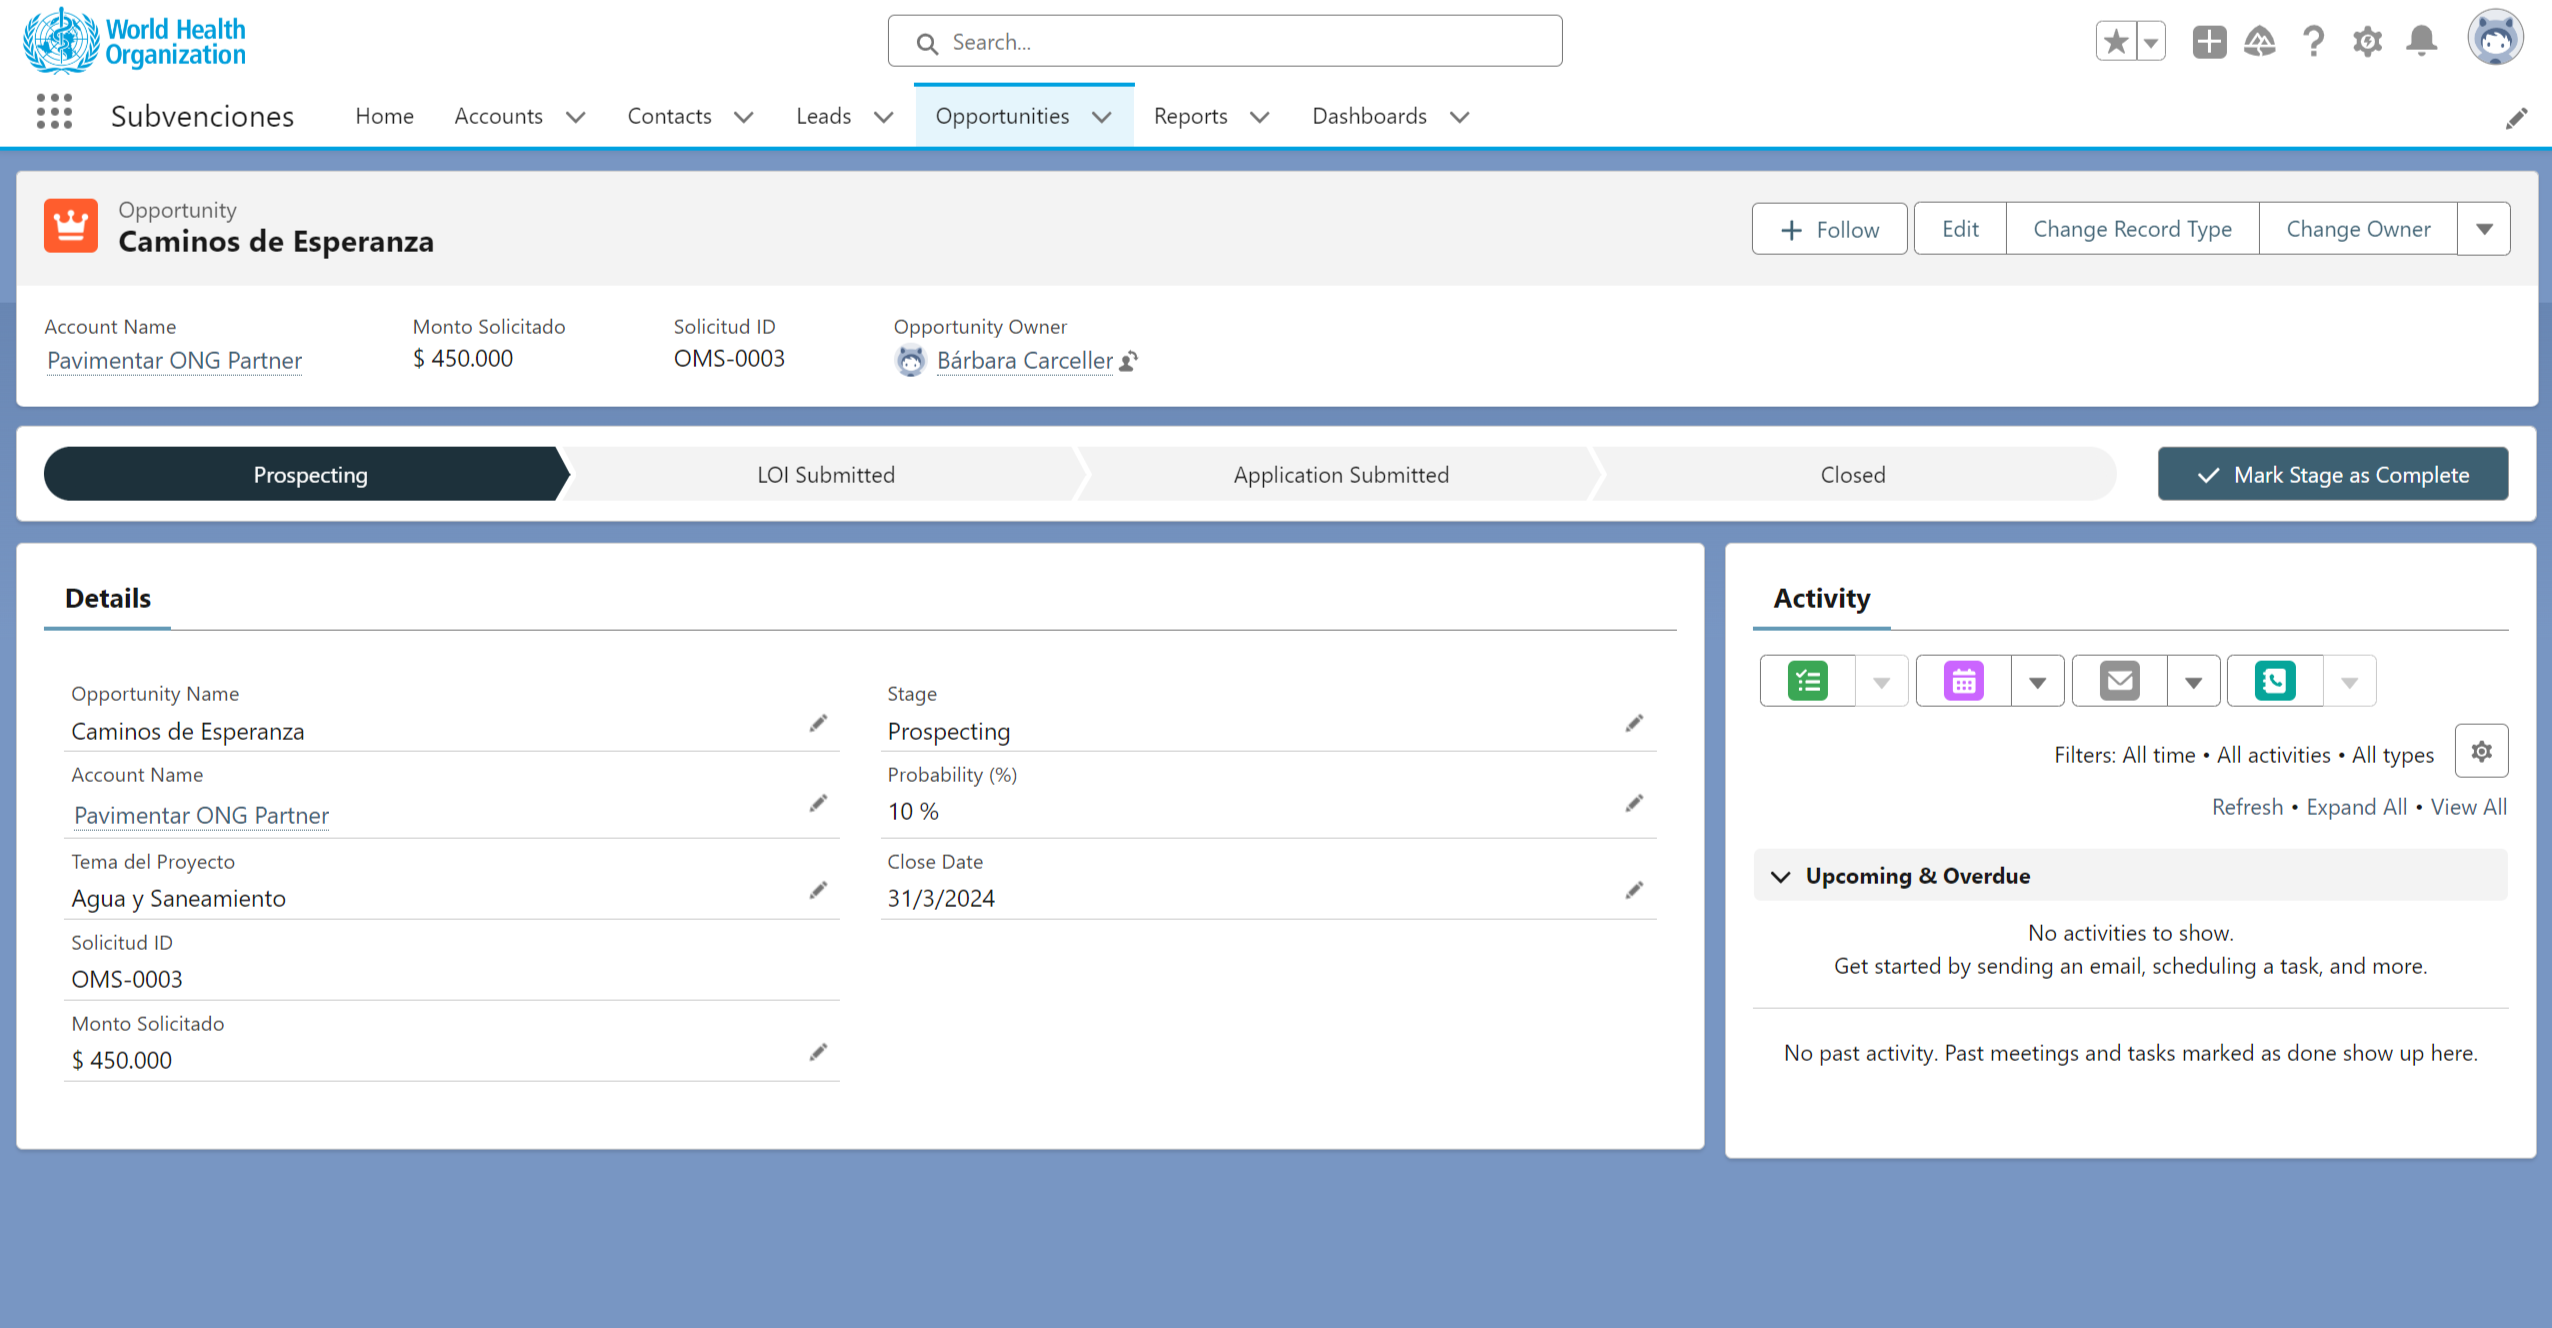 World Health
Organization
Search...
Subvenciones
Home
Accounts
Contacts
Leads
Opportunities
Reports
Dashboards
Opportunity
Caminos de Esperanza
Follow
Edit
Change Record Type
Change Owner
Account Name
Pavimentar ONG Partner
Monto Solicitado
$ 450.000
Solicitud ID
OMS-0003
Opportunity Owner
Bárbara Carceller
Prospecting
LOI Submitted
Application Submitted
Closed
Mark Stage as Complete
Details
Opportunity Name
Caminos de Esperanza
Account Name
Pavimentar ONG Partner
Tema del Proyecto
Agua y Saneamiento
Solicitud ID
OMS-0003
Monto Solicitado
$ 450.000
Stage
Prospecting
Probability (%)
10 %
Close Date
31/3/2024
Activity
Filters: All time • All activities • All types
Refresh • Expand All • View All
Upcoming & Overdue
No activities to show.
Get started by sending an email, scheduling a task, and more.
No past activity. Past meetings and tasks marked as done show up here.